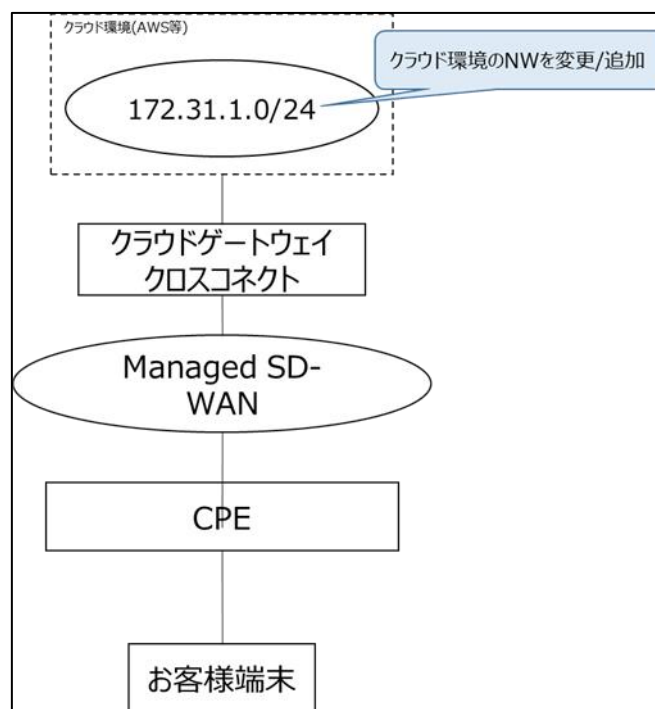 クラウド環境(AWS等)
クラウド環境のNWを変更/追加
172.31.1.0/24
クラウドゲートウェイ
クロスコネクト
Managed SD-
WAN
CPE
お客様端末